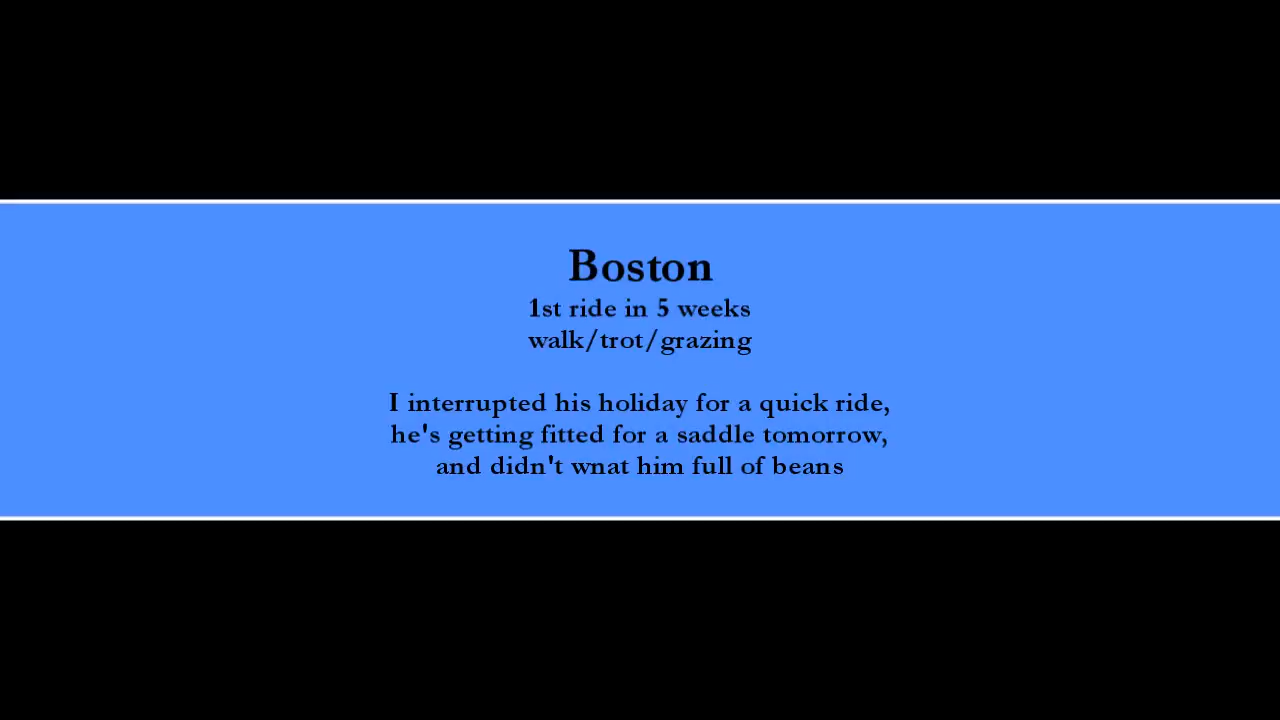 Boston
1st ride in 5 weeks
walk/trot/grazing
I interrupted his holiday for a quick ride,
he's getting fitted for a saddle tomorrow,
and didn't wnat him full of beans